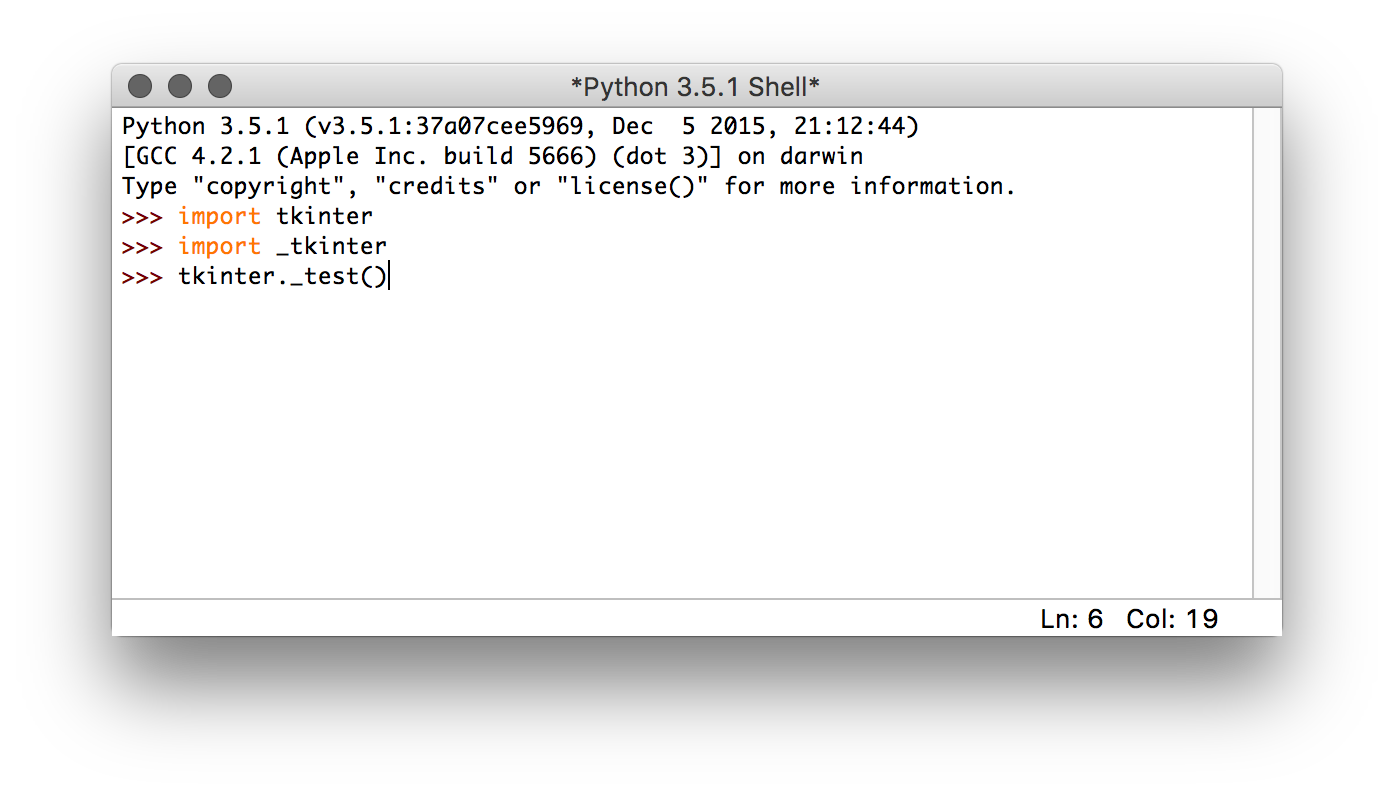 *Python 3.5.1 Shell*
Python 3.5.1 (v3.5.1:37a07cee5969, Dec  5 2015, 21:12:44)
[GCC 4.2.1 (Apple Inc. build 5666) (dot 3)] on darwin
Type "copyright", "credits" or "license()" for more information.
>>> import tkinter
>>> import _tkinter
>>> tkinter._test()
Ln: 6 Col: 19